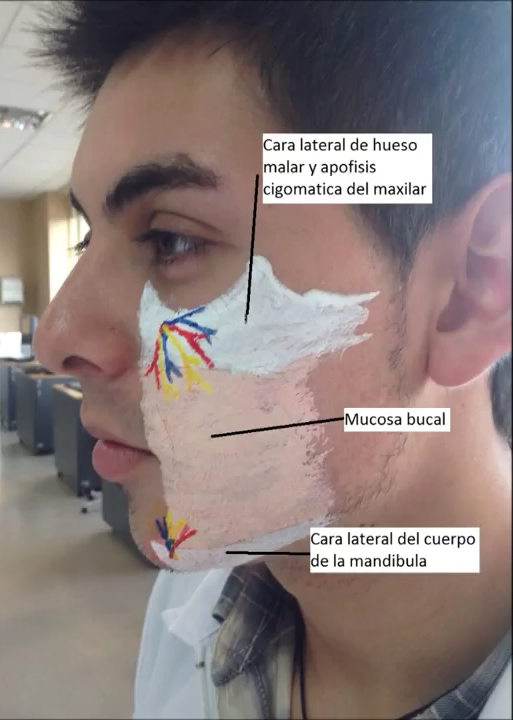 Cara lateral de hueso
malar y apofisis
cigomatica del maxilar
Mucosa bucal
Cara lateral del cuerpo
de la mandibula